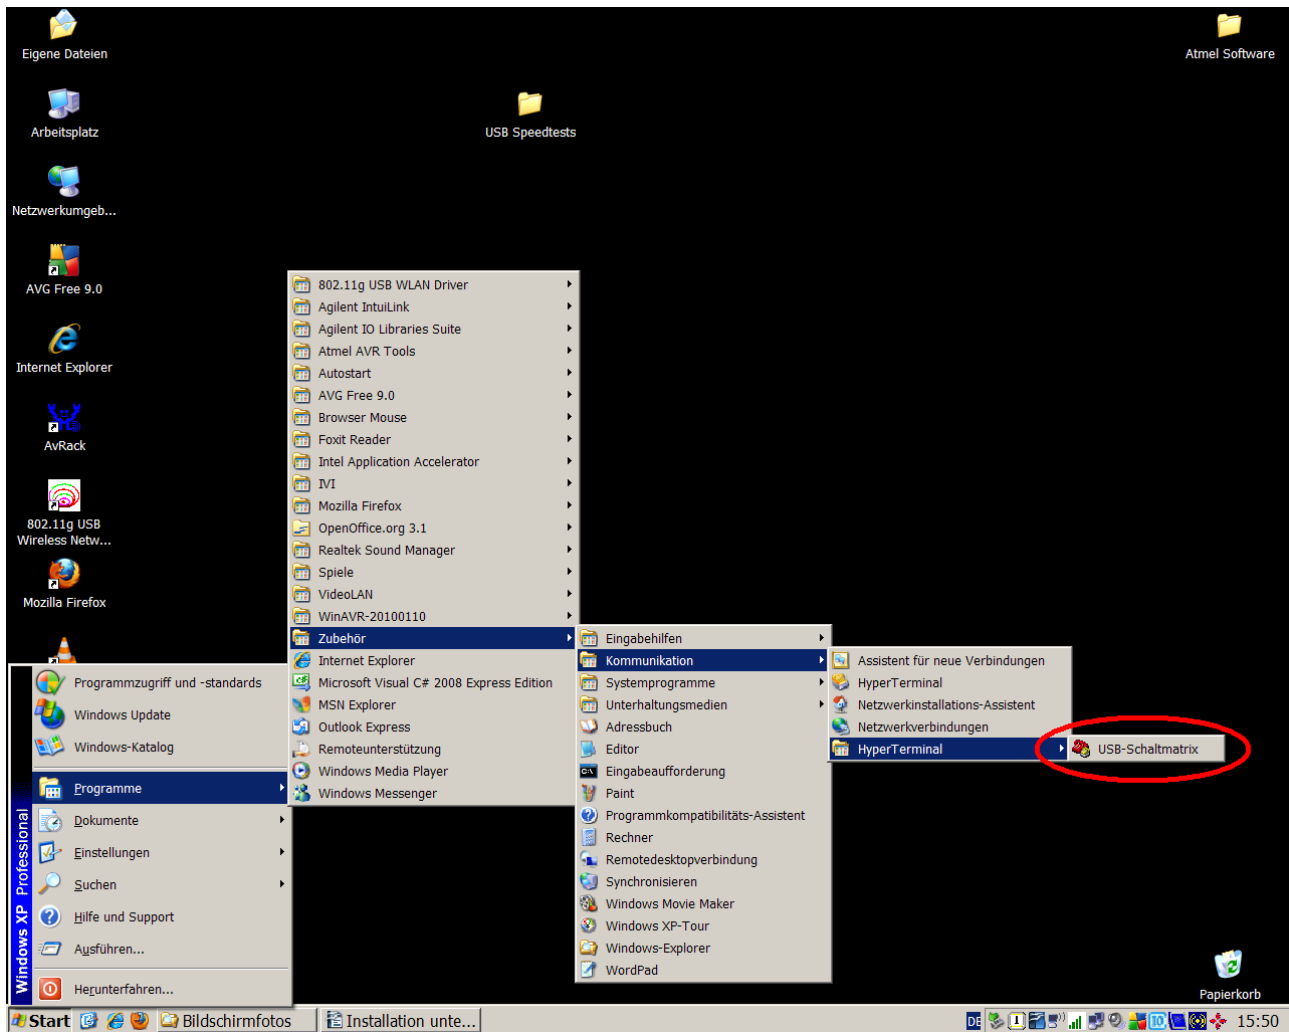 Eigene Dateien
Atmel Software
Arbeitsplatz
USB Speedtests
Netzwerkumgeb...
AVG Free 9.0
Internet Explorer
AvRack
802.11g USB
Wireless Netw...
Mozilla Firefox
802.11g USB WLAN Driver
Agilent IntuiLink
Agilent IO Libraries Suite
Atmel AVR Tools
Autostart
AVG Free 9.0
Browser Mouse
Foxit Reader
Intel Application Accelerator
IVI
Mozilla Firefox
OpenOffice.org 3.1
Realtek Sound Manager
Spiele
VideoLAN
WinAVR-20100110
Zubehör
Internet Explorer
Microsoft Visual C# 2008 Express Edition
MSN Explorer
Outlook Express
Remoteunterstützung
Windows Media Player
Windows Messenger
Eingabehilfen
Kommunikation
Systemprogramme
Unterhaltungsmedien
Adressbuch
Editor
Eingabeaufforderung
Paint
Programmkompatibilitäts-Assistent
Rechner
Remotedesktopverbindung
Synchronisieren
Windows Movie Maker
Windows XP-Tour
Windows-Explorer
WordPad
Assistent für neue Verbindungen
HyperTerminal
Netzwerkinstallations-Assistent
Netzwerkverbindungen
HyperTerminal
USB-Schaltmatrix
Programmzugriff und -standards
Windows Update
Windows-Katalog
Programme
Dokumente
Einstellungen
Suchen
Hilfe und Support
Ausführen...
Herunterfahren...
Windows XP Professional
Papierkorb
Start
Bildschirmfotos
Installation unte...
DE
15:50